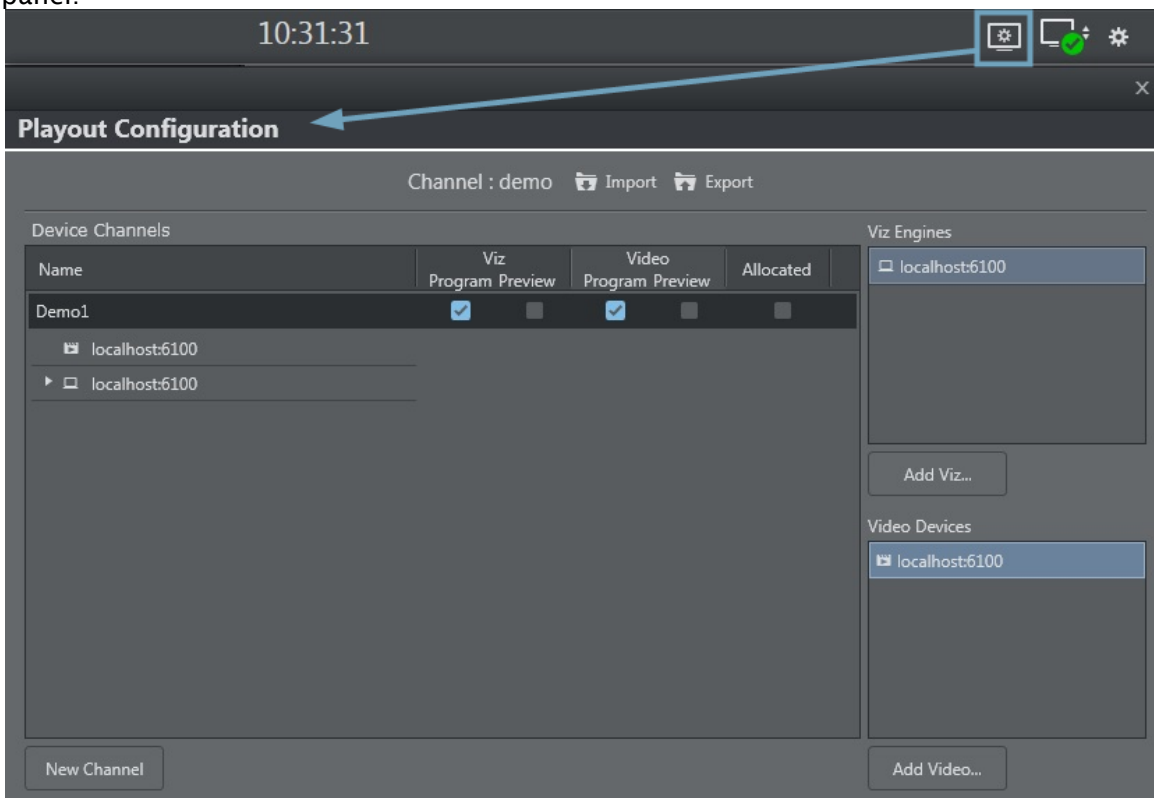 panel.
10:31:31
Playout Configuration
Channel : demo Import Export
Device Channels
Name Viz Program Preview Video Program Preview Allocated
Demo1
localhost:6100
localhost:6100
New Channel
Viz Engines
localhost:6100
Add Viz...
Video Devices
localhost:6100
Add Video...